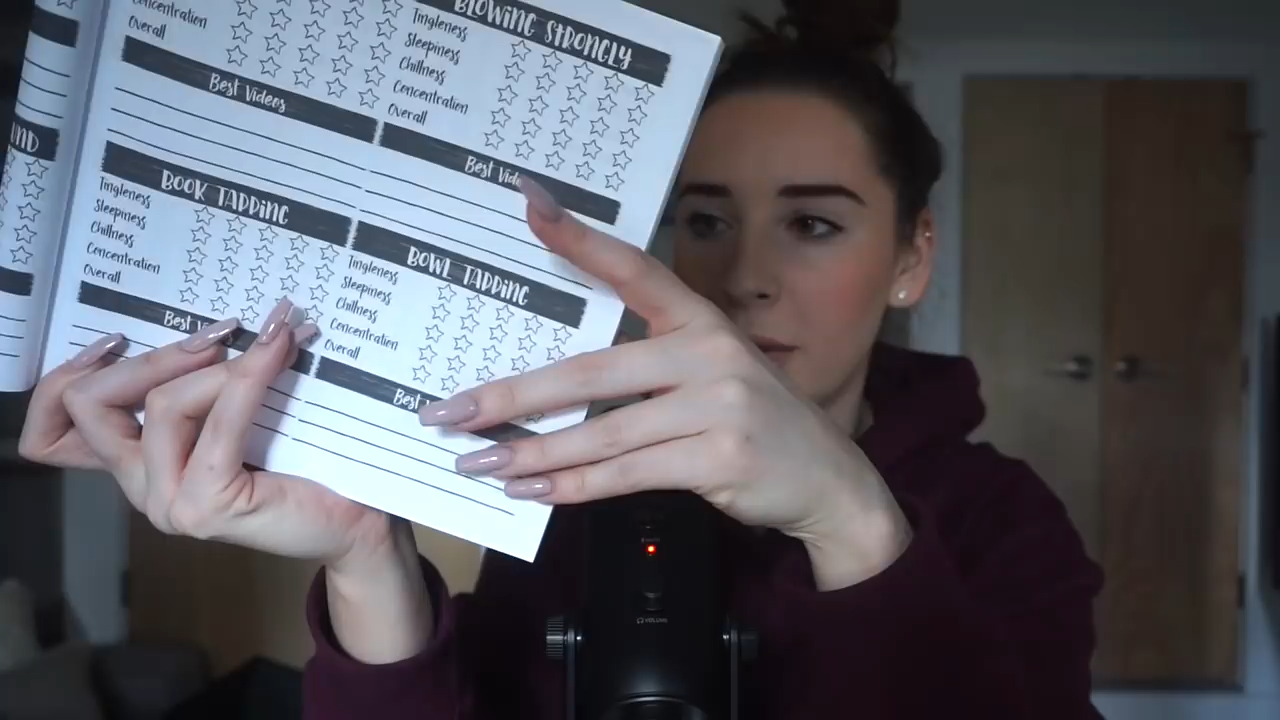 Concentration
Overall
Best Videos
BLOWING STRONGLY
Tingleness
Sleepiness
Chillness
Concentration
Overall
Best
UND
BOOK TAPPING
Tingleness
Sleepiness
Chillness
Concentration
Overall
Best
BOWL TAPPING
Tingleness
Sleepiness
Chillness
Concentration
Overall
Best
VOLUME